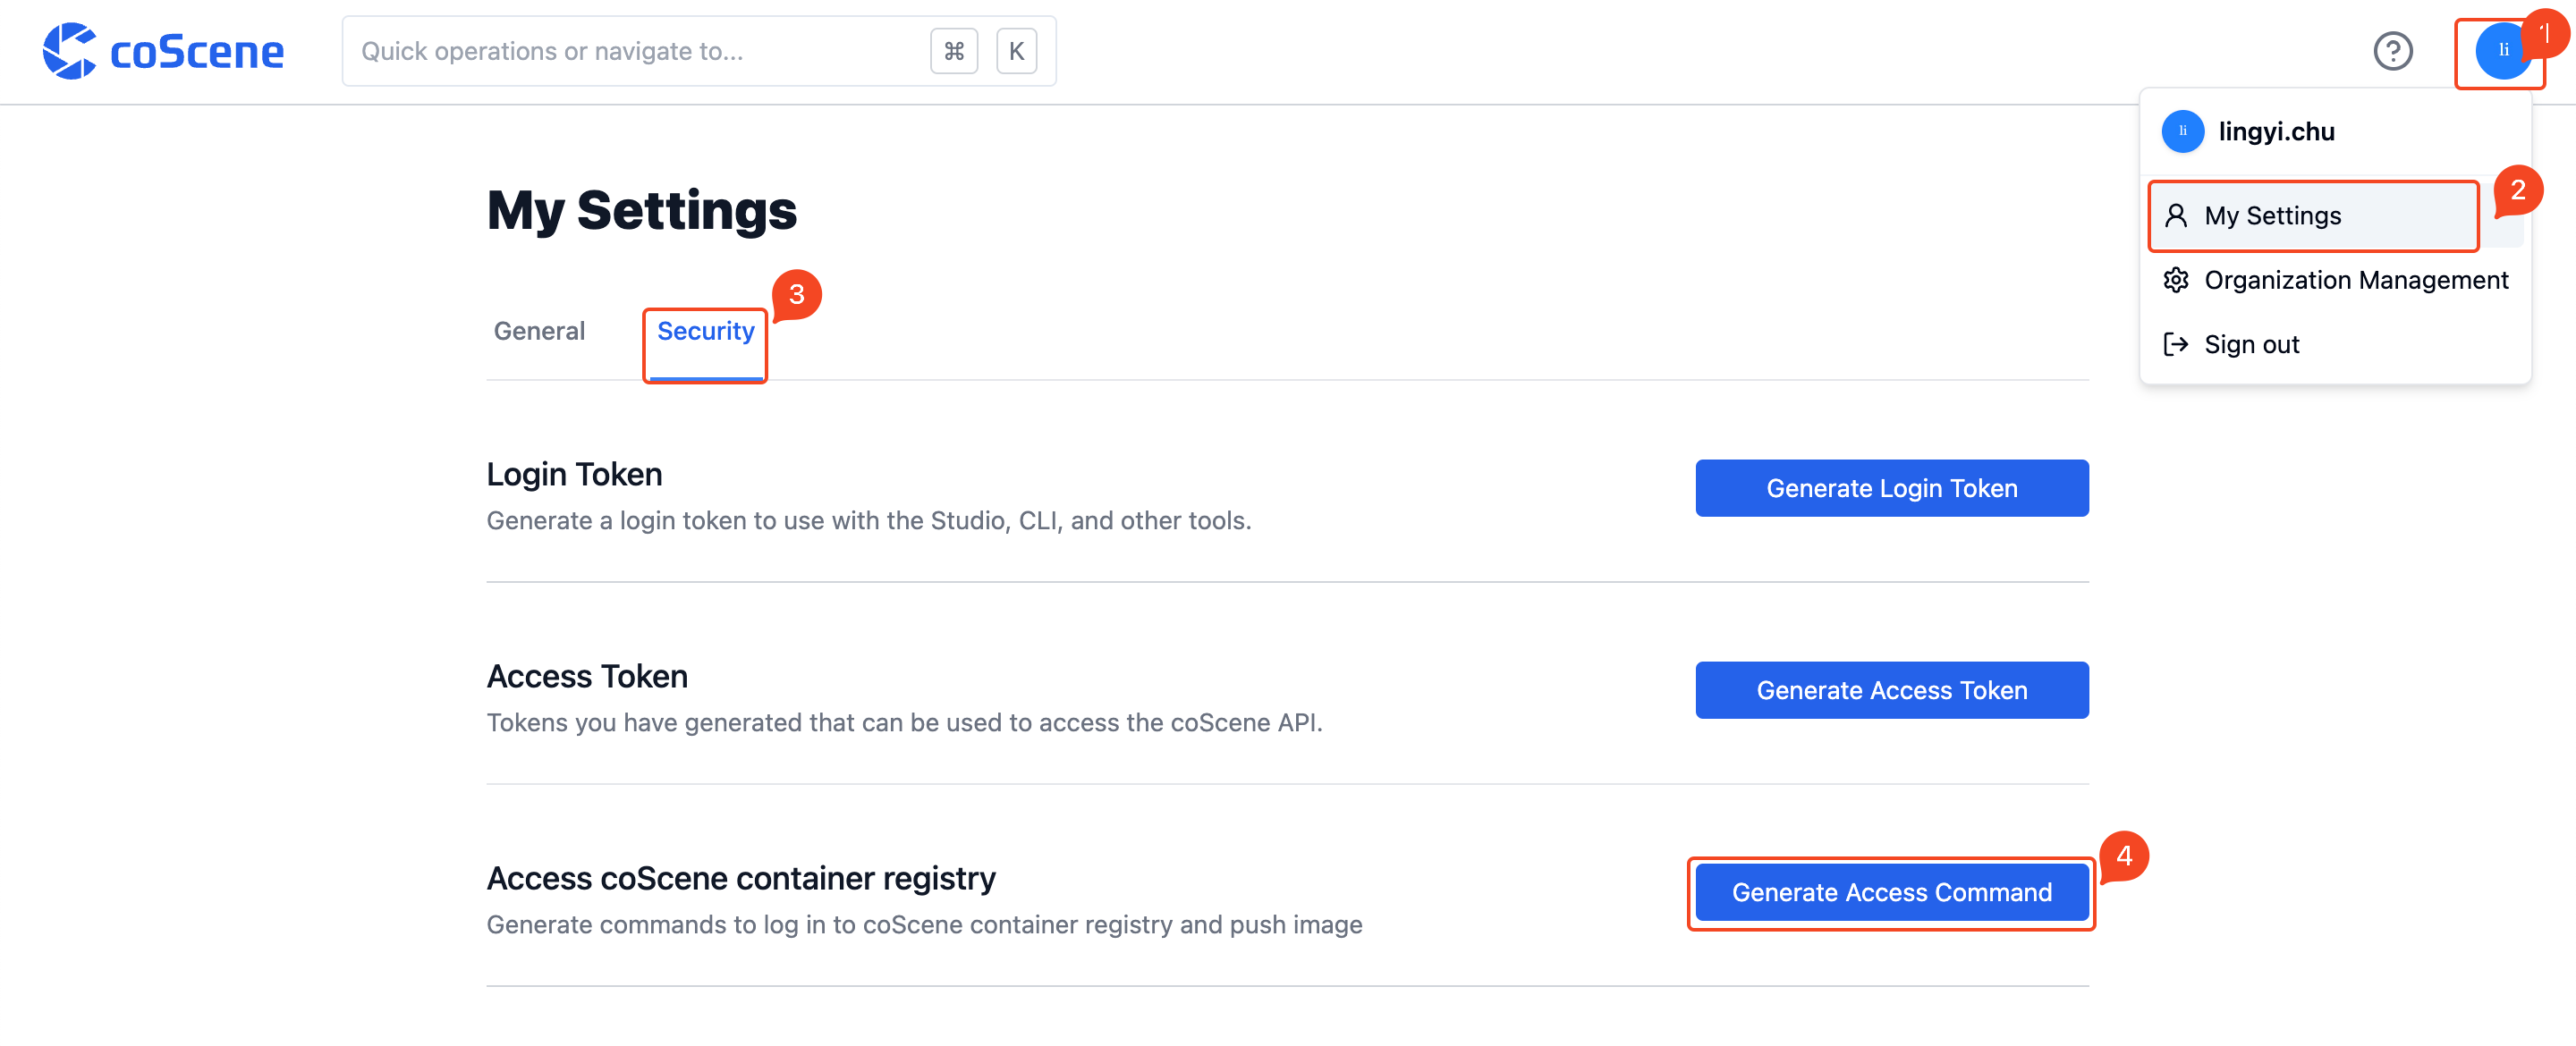 coScene
Quick operations or navigate to...
⌘ K
li
1
li lingyi.chu
My Settings
2
Organization Management
Sign out
My Settings
General
Security
3
Login Token
Generate a login token to use with the Studio, CLI, and other tools.
Generate Login Token
Access Token
Tokens you have generated that can be used to access the coScene API.
Generate Access Token
Access coScene container registry
Generate commands to log in to coScene container registry and push image
Generate Access Command
4